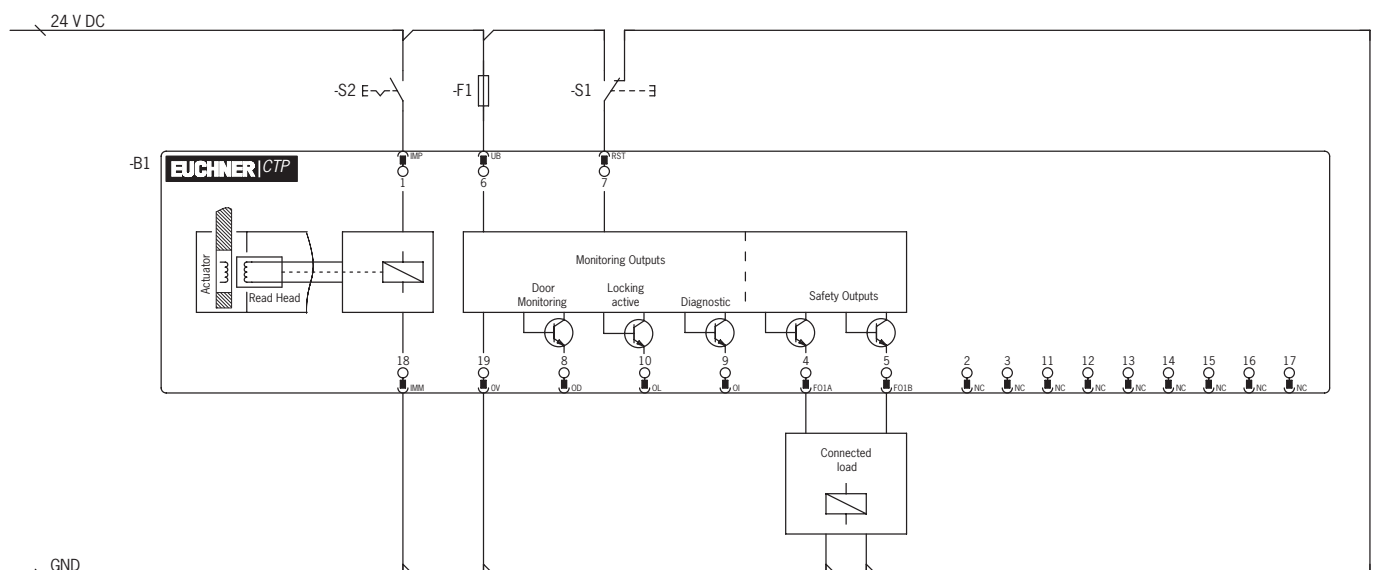 24 V DC
-S2
-F1
-S1
-B1
EUCHNER CTP
IMP
UB
RST
1
6
7
Actuator
Read Head
Monitoring Outputs
Door
Monitoring
Locking
active
Diagnostic
Safety Outputs
18
19
8
10
9
4
5
2
3
11
12
13
14
15
16
17
IMM
0V
OD
OL
OI
FO1A
FO1B
NC
NC
NC
NC
NC
NC
NC
NC
NC
Connected
load
GND